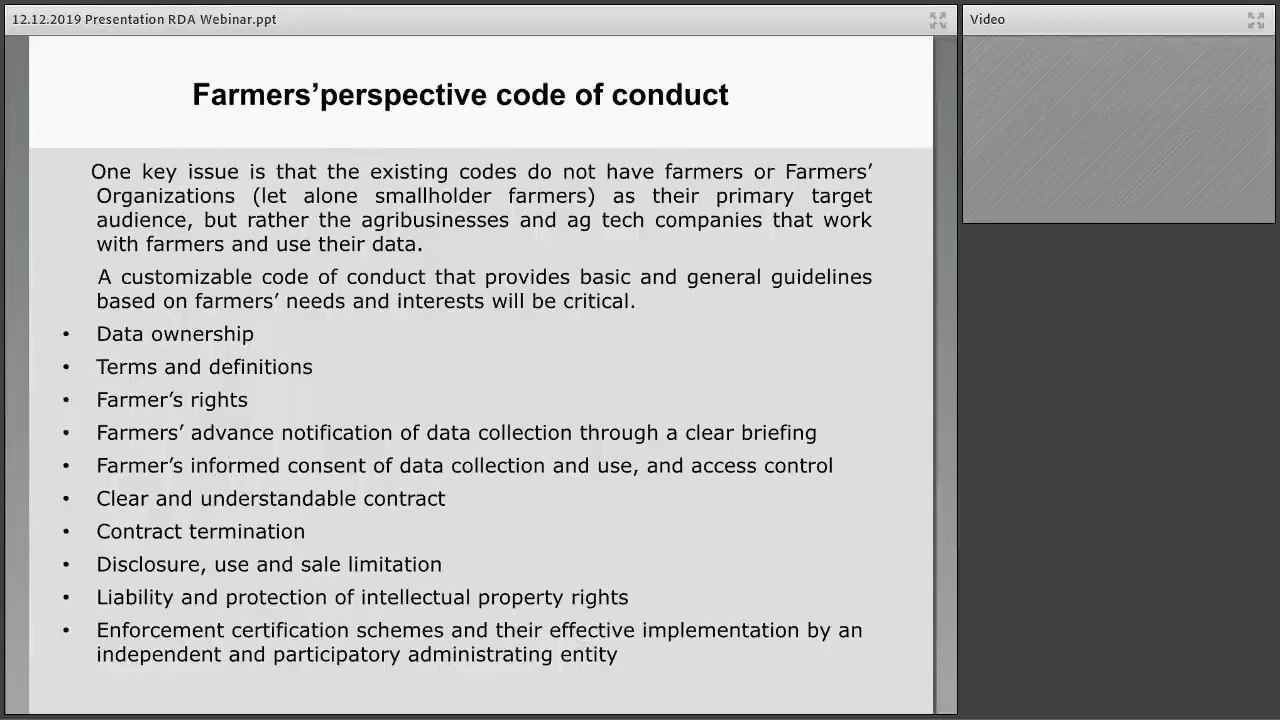 12.12.2019 Presentation RDA Webinar.ppt
Video
Farmers’perspective code of conduct
One key issue is that the existing codes do not have farmers or Farmers’
Organizations (let alone smallholder farmers) as their primary target
audience, but rather the agribusinesses and ag tech companies that work
with farmers and use their data.
A customizable code of conduct that provides basic and general guidelines
based on farmers’ needs and interests will be critical.
• Data ownership
• Terms and definitions
• Farmer’s rights
• Farmers’ advance notification of data collection through a clear briefing
• Farmer’s informed consent of data collection and use, and access control
• Clear and understandable contract
• Contract termination
• Disclosure, use and sale limitation
• Liability and protection of intellectual property rights
• Enforcement certification schemes and their effective implementation by an
independent and participatory administrating entity